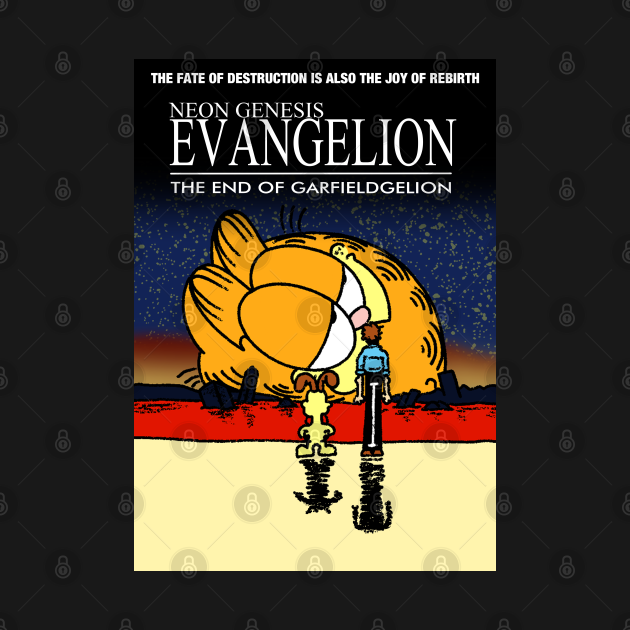 THE FATE OF DESTRUCTION IS ALSO THE JOY OF REBIRTH
NEON GENESIS
EVANGELION
THE END OF GARFIELDGELION